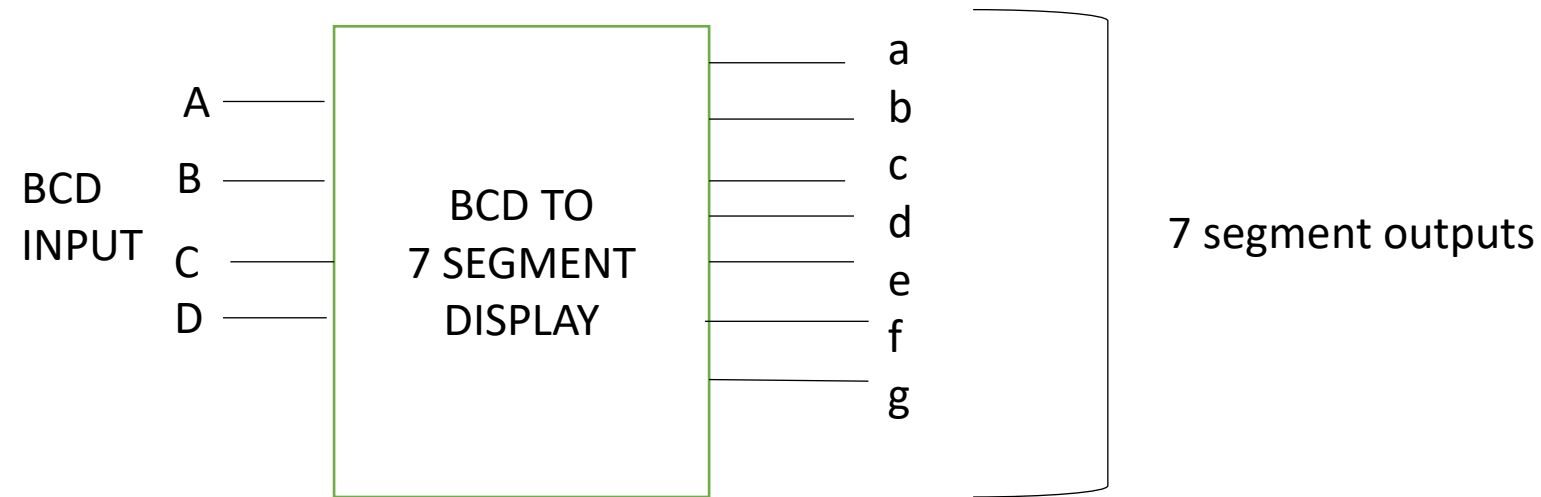 BCD
INPUT
A
B
C
D
BCD TO
7 SEGMENT
DISPLAY
a
b
c
d
e
f
g
7 segment outputs